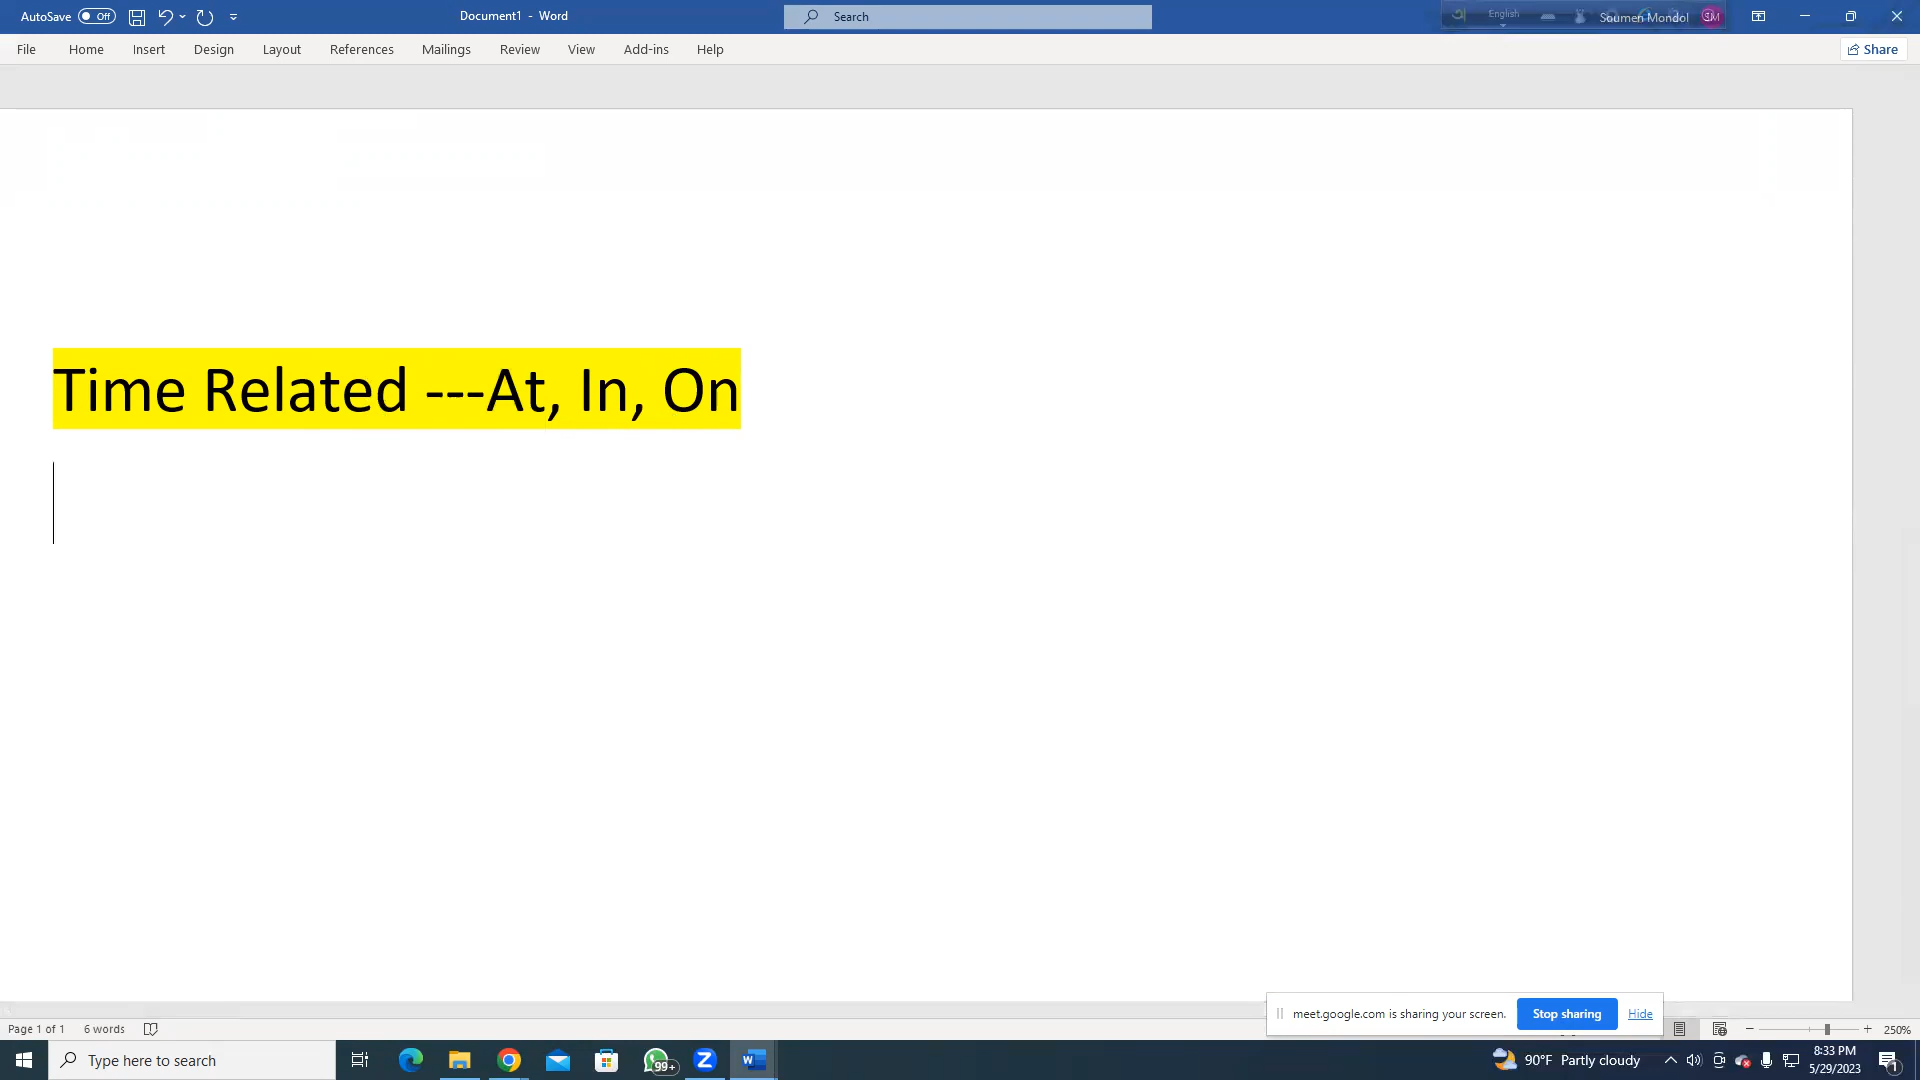 AutoSave Off Document1 - Word Search English Soumen Mondol SM
File Home Insert Design Layout References Mailings Review View Add-ins Help Share
Time Related ---At, In, On
meet.google.com is sharing your screen. Stop sharing Hide
Page 1 of 1 6 words 250%
Type here to search 99+ 90°F Partly cloudy 8:33 PM
5/29/2023 1